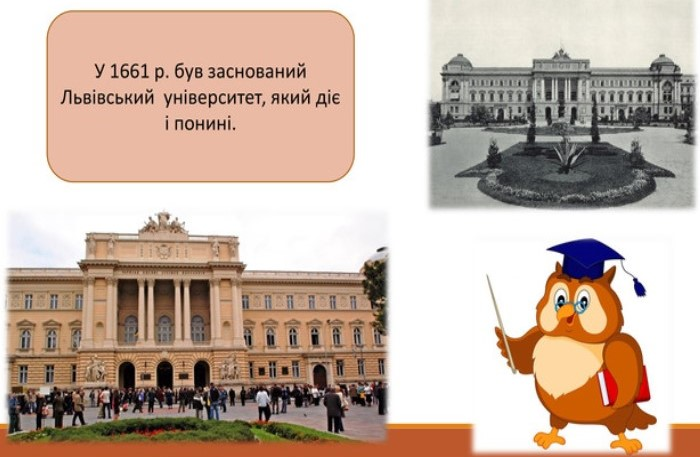 У 1661 р. був заснований
Львівський університет, який діє
і понині.